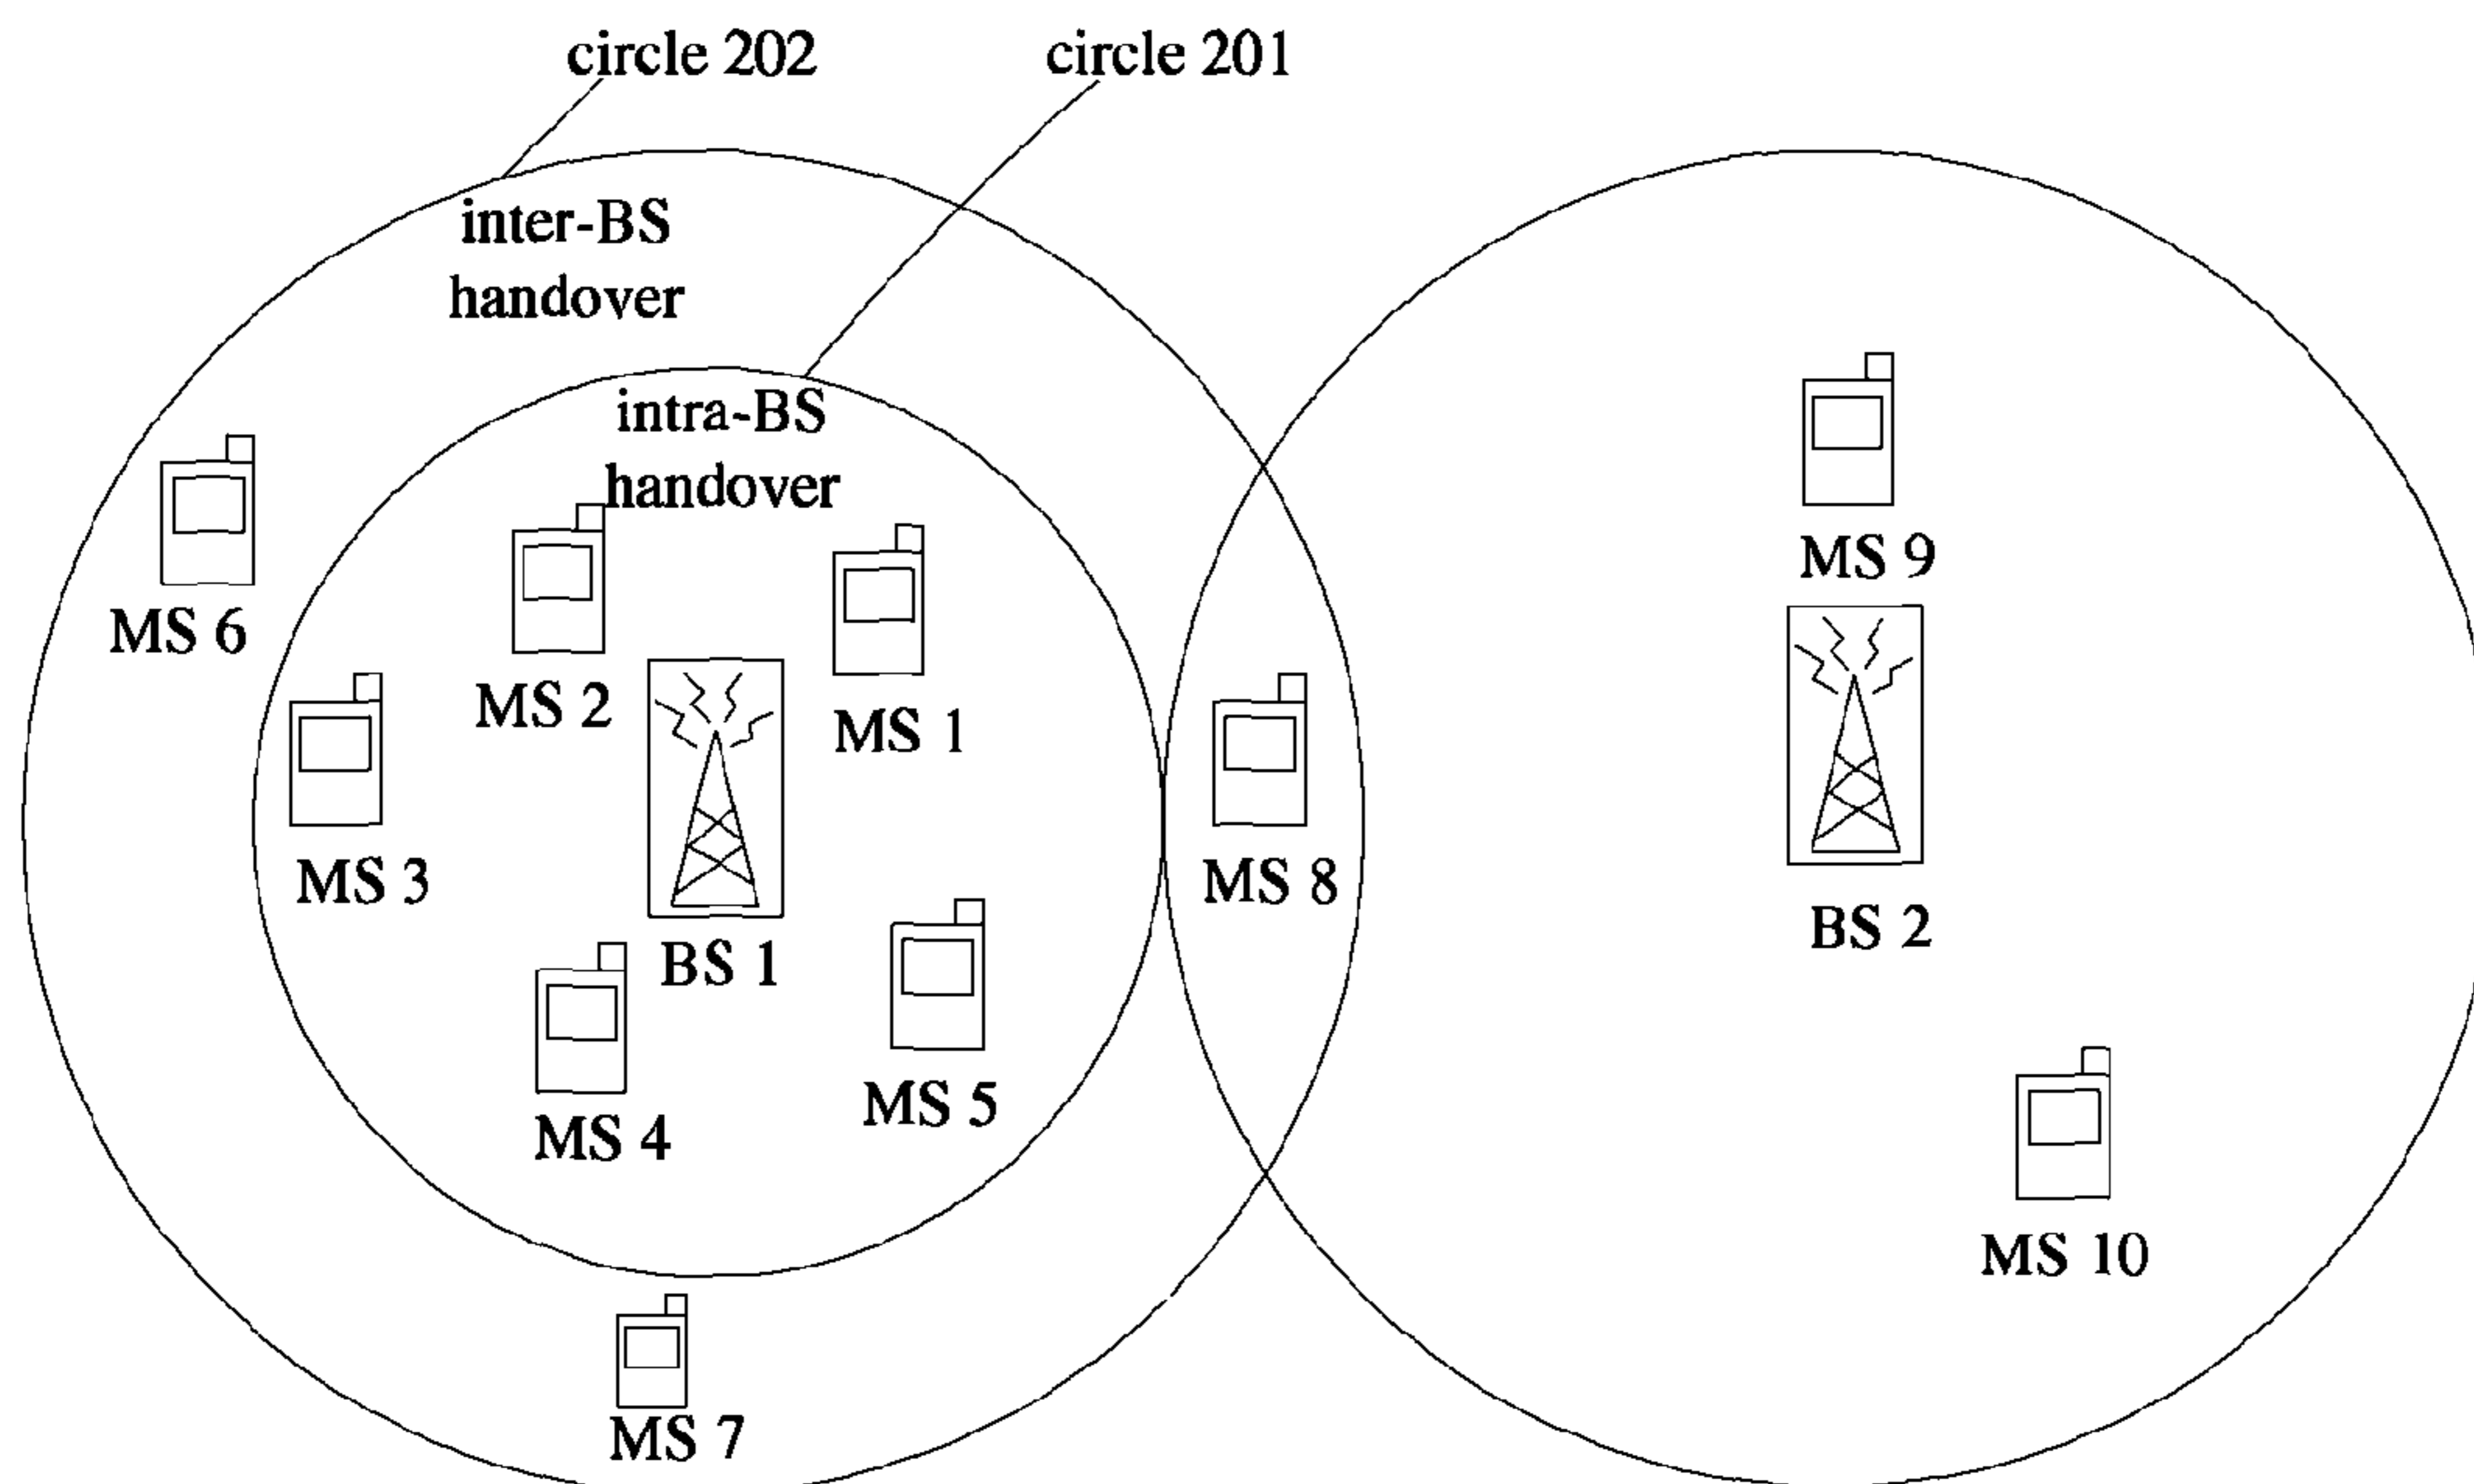 circle 202
circle 201
inter-BS
handover
intra-BS
handover
MS 9
MS 6
MS 2
MS 1
MS 3
MS 8
BS 2
BS 1
MS 5
MS 4
MS 10
MS 7